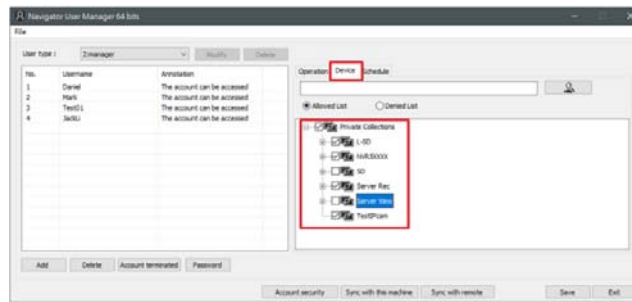 Navigator User Manager 64 bits
File
User type : 2:manager Modify Delete
No. Username Annotation
1 Daniel The account can be accessed
2 Mark The account can be accessed
3 Test01 The account can be accessed
4 JackLi The account can be accessed
Operation Device Schedule
Allowed List Denied List
Private Collections
L-SD
SD
Server Rec
Server View
TestIPcam
Add Delete Account terminated Password
Account security Sync with this machine Sync with remote Save Exit